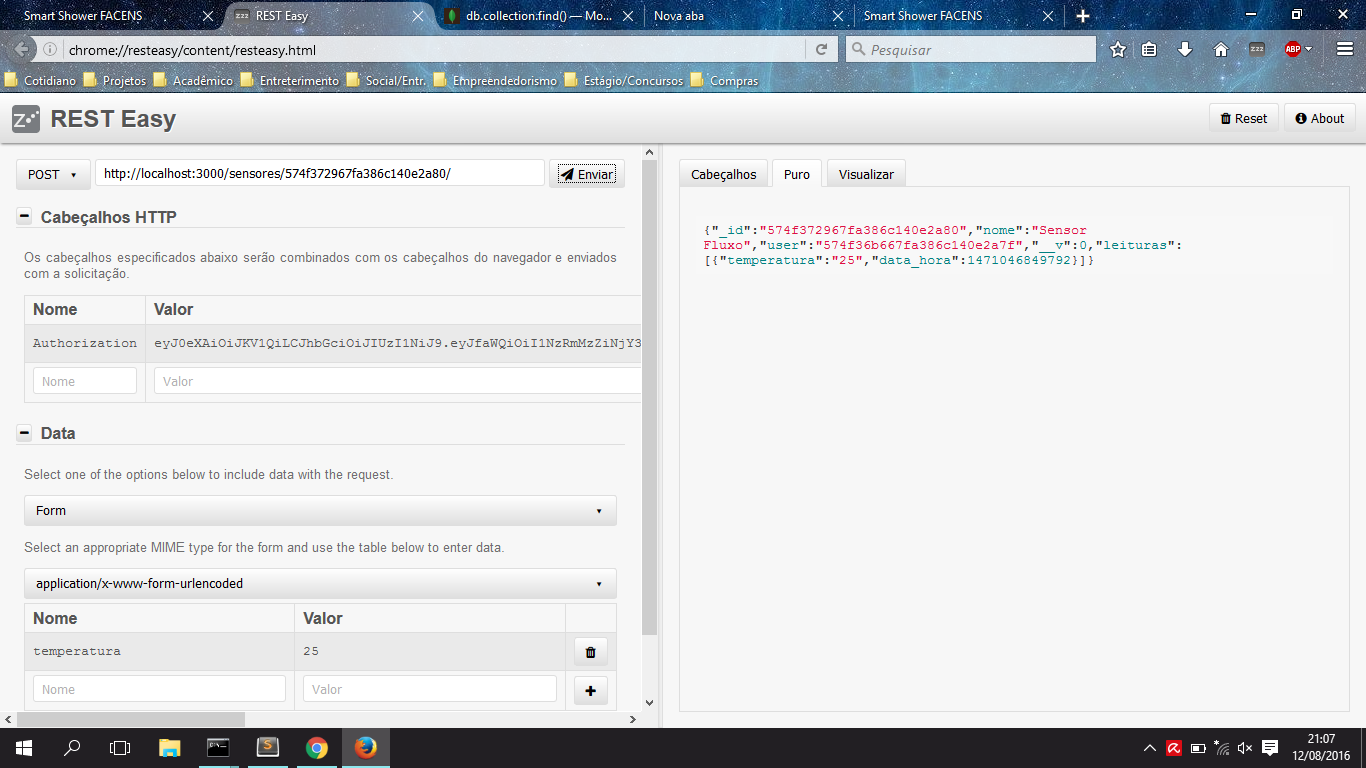 Smart Shower FACENS
REST Easy
db.collection.find() — Mo...
Nova aba
Smart Shower FACENS
chrome://resteasy/content/resteasy.html
Pesquisar
ABP
Cotidiano
Projetos
Acadêmico
Entreterimento
Social/Entr.
Empreendedorismo
Estágio/Concursos
Compras
REST Easy
Reset
About
POST
http://localhost:3000/sensores/574f372967fa386c140e2a80/
Enviar
Cabeçalhos HTTP
Os cabeçalhos especificados abaixo serão combinados com os cabeçalhos do navegador e enviados
com a solicitação.
Nome Valor
Authorization eyJ0eXAiOiJKV1QiLCJhbGciOiJIUzI1NiJ9.eyJfaWQiOiI1NzRmMzZiNjY3
Nome Valor
Data
Select one of the options below to include data with the request.
Form
Select an appropriate MIME type for the form and use the table below to enter data.
application/x-www-form-urlencoded
Nome Valor
temperatura 25
Nome Valor
Cabeçalhos
Puro
Visualizar
{"_id":"574f372967fa386c140e2a80","nome":"Sensor
Fluxo","user":"574f36b667fa386c140e2a7f","__v":0,"leituras":
[{"temperatura":"25","data_hora":1471046849792}]}
21:07
12/08/2016